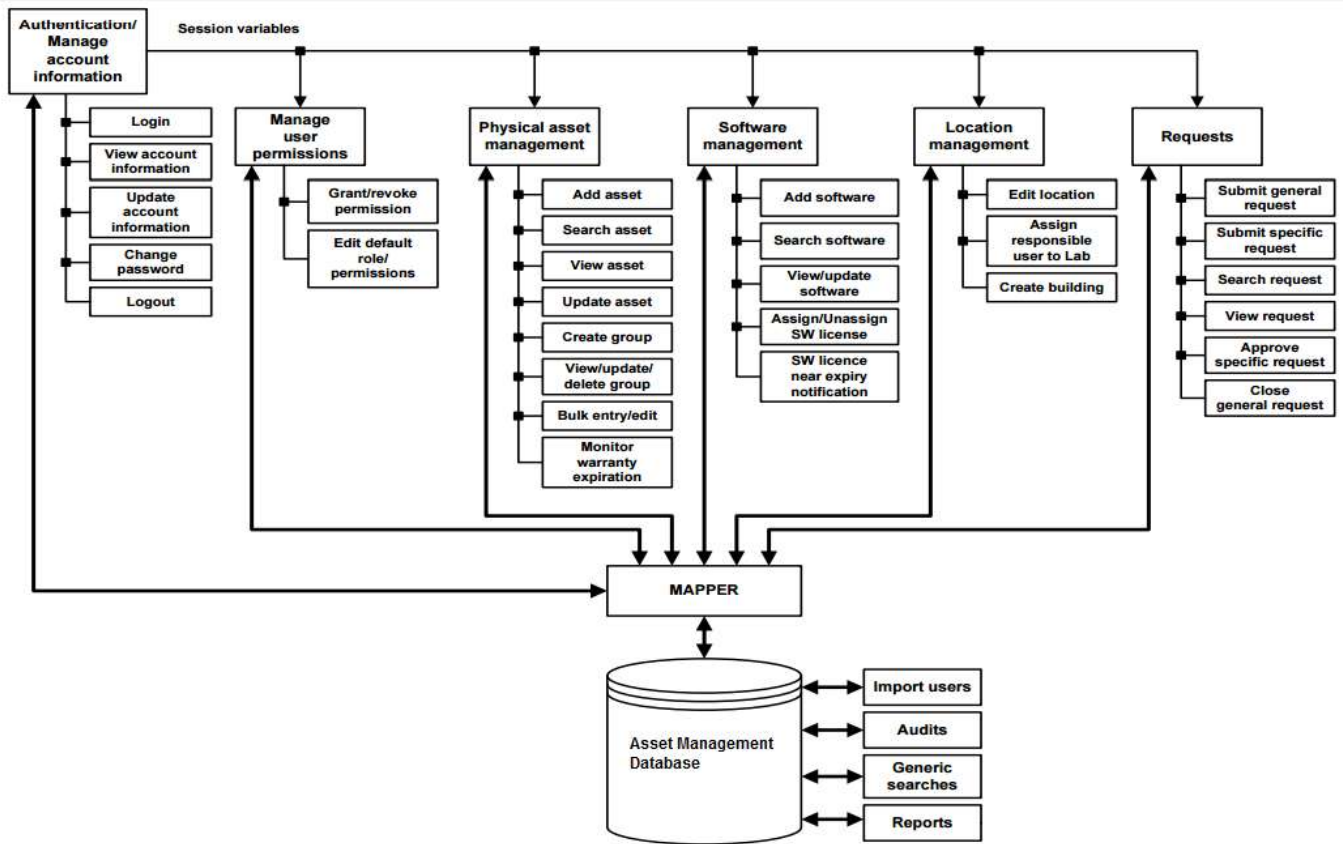 Authentication/
Manage
account
information
Session variables
Login
View account
information
Update
account
information
Change
password
Logout
Manage
user
permissions
Grant/revoke
permission
Edit default
role/
permissions
Physical asset
management
Add asset
Search asset
View asset
Update asset
Create group
View/update/
delete group
Bulk entry/edit
Monitor
warranty
expiration
Software
management
Add software
Search software
View/update
software
Assign/Unassign
SW license
SW licence
near expiry
notification
Location
management
Edit location
Assign
responsible
user to Lab
Create building
Requests
Submit general
request
Submit specific
request
Search request
View request
Approve
specific request
Close
general request
MAPPER
Asset Management
Database
Import users
Audits
Generic
searches
Reports